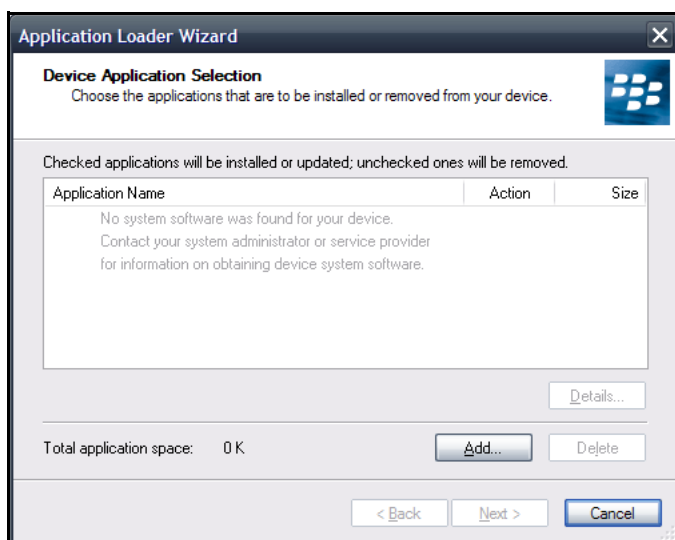 Application Loader Wizard
Device Application Selection
Choose the applications that are to be installed or removed from your device.
Checked applications will be installed or updated; unchecked ones will be removed.
Application Name Action Size
No system software was found for your device.
Contact your system administrator or service provider
for information on obtaining device system software.
Details...
Total application space: 0 K Add... Delete
< Back Next > Cancel